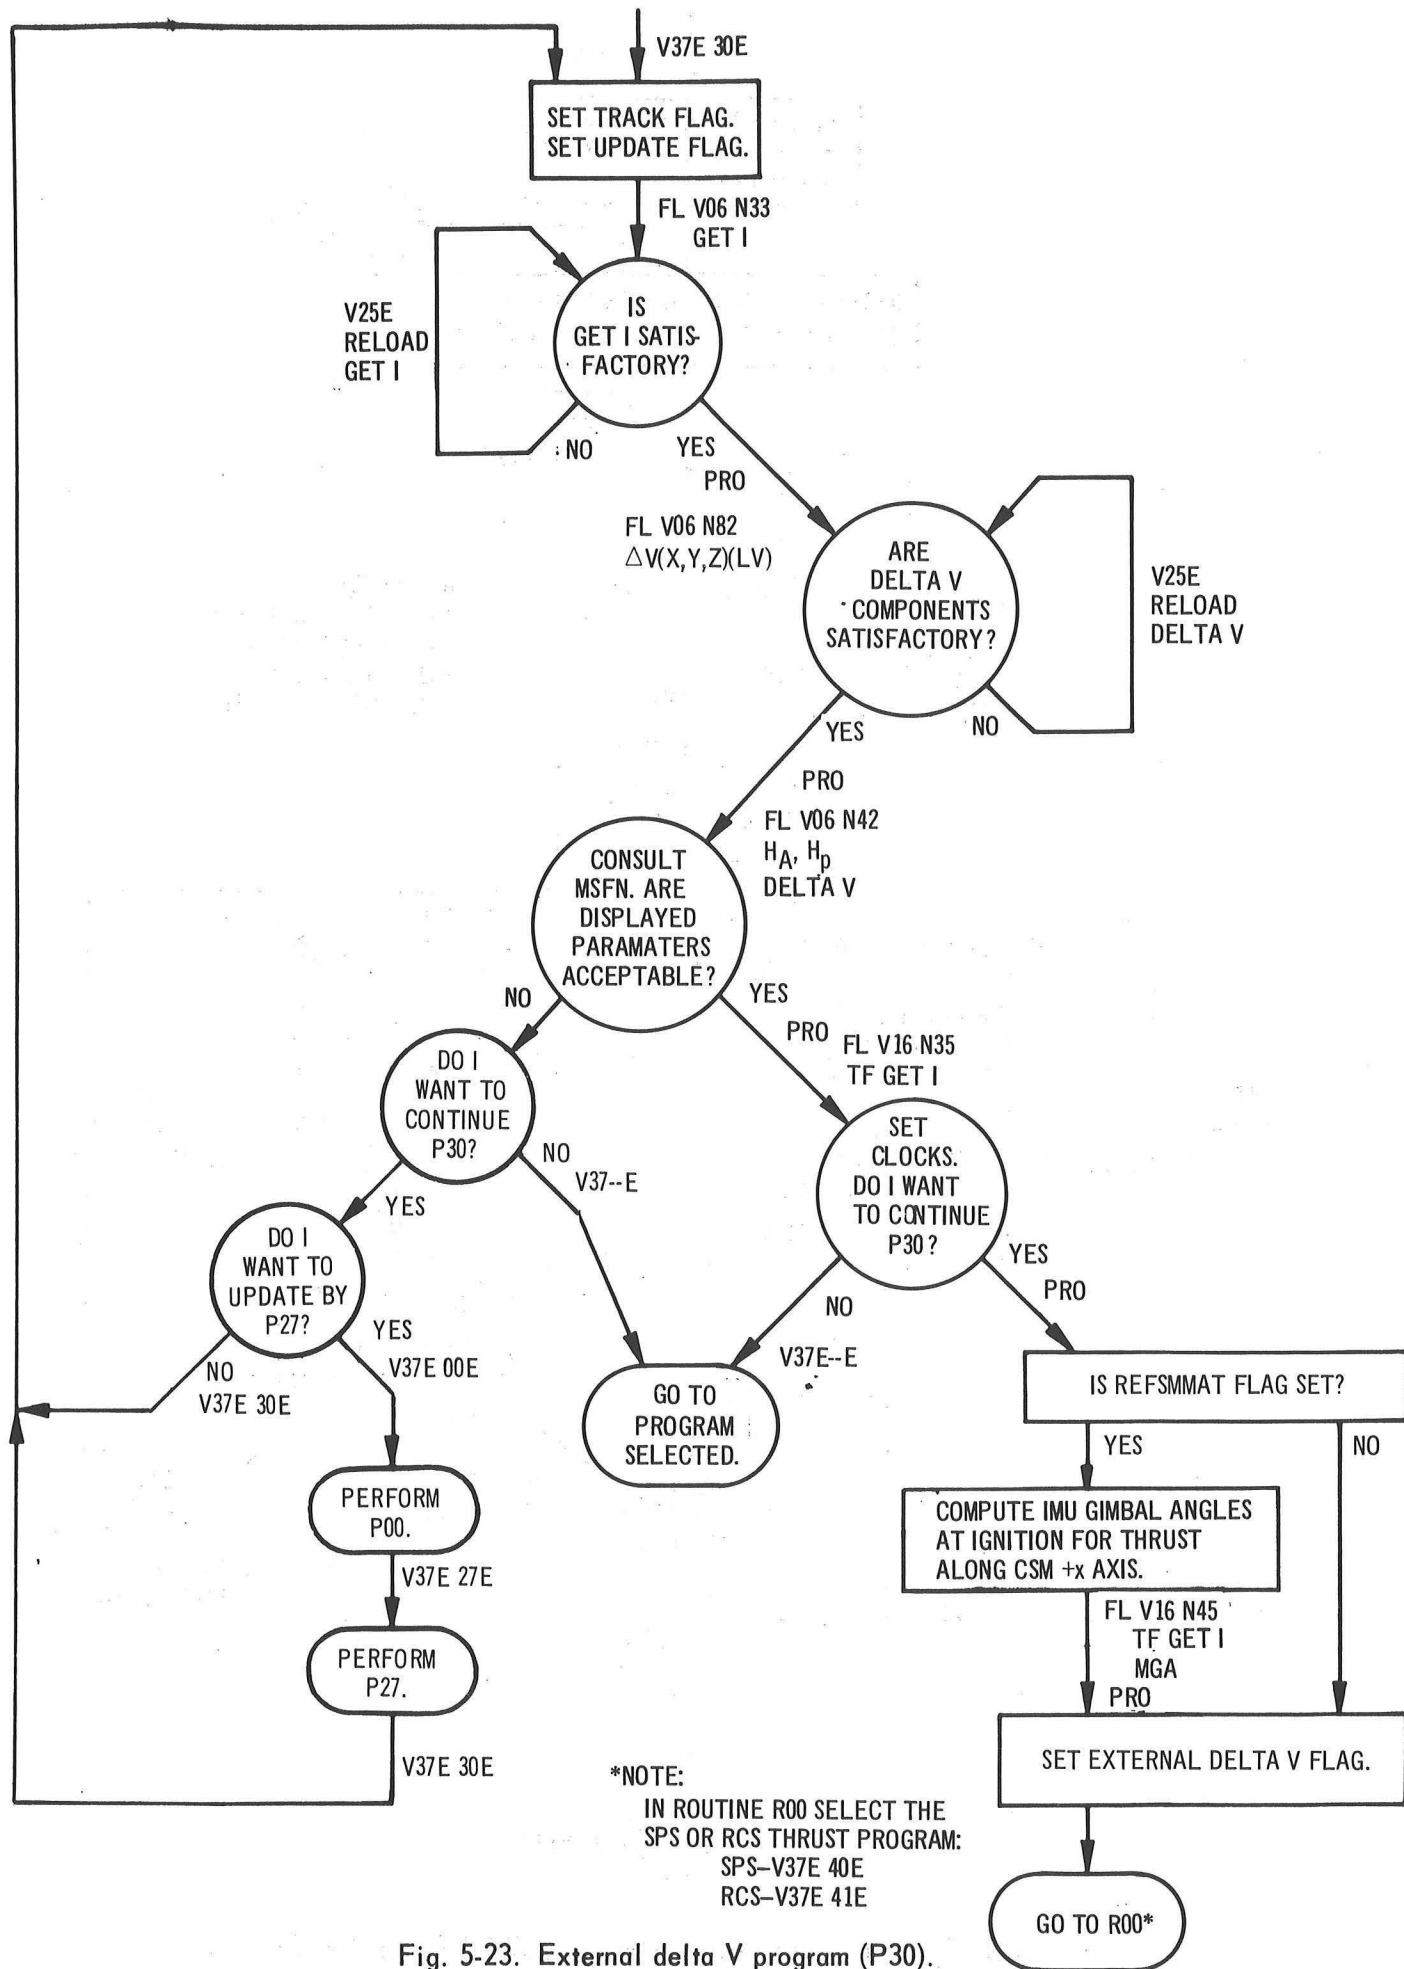 V37E 30E
SET TRACK FLAG.
SET UPDATE FLAG.
FL V06 N33
GET I
V25E
RELOAD
GET I
IS
GET I SATIS-
FACTORY?
NO
YES
PRO
FL V06 N82
△V(X,Y,Z)(LV)
ARE
DELTA V
COMPONENTS
SATISFACTORY?
V25E
RELOAD
DELTA V
YES
NO
PRO
FL V06 N42
HA, Hp
DELTA V
CONSULT
MSFN. ARE
DISPLAYED
PARAMATERS
ACCEPTABLE?
NO
YES
PRO
FL V16 N35
TF GET I
DO I
WANT TO
CONTINUE
P30?
NO
V37--E
YES
SET
CLOCKS.
DO I WANT
TO CONTINUE
P30?
YES
PRO
NO
V37E--E
DO I
WANT TO
UPDATE BY
P27?
YES
V37E 00E
NO
V37E 30E
GO TO
PROGRAM
SELECTED.
IS REFSMMAT FLAG SET?
YES
NO
PERFORM
P00.
V37E 27E
PERFORM
P27.
V37E 30E
COMPUTE IMU GIMBAL ANGLES
AT IGNITION FOR THRUST
ALONG CSM +x AXIS.
FL V16 N45
TF GET I
MGA
PRO
SET EXTERNAL DELTA V FLAG.
*NOTE:
IN ROUTINE R00 SELECT THE
SPS OR RCS THRUST PROGRAM:
SPS–V37E 40E
RCS–V37E 41E
GO TO R00*
Fig. 5-23. External delta V program (P30).